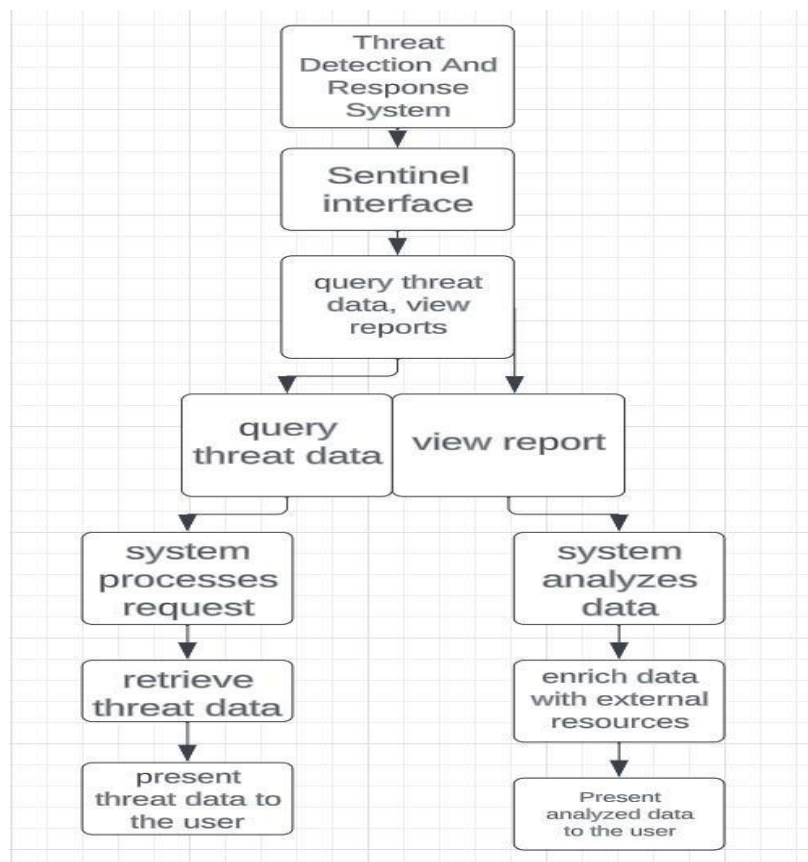 Threat
Detection And
Response
System
Sentinel
interface
query threat
data, view
reports
query
threat data
view report
system
processes
request
system
analyzes
data
retrieve
threat data
enrich data
with external
resources
present
threat data to
the user
Present
analyzed data
to the user